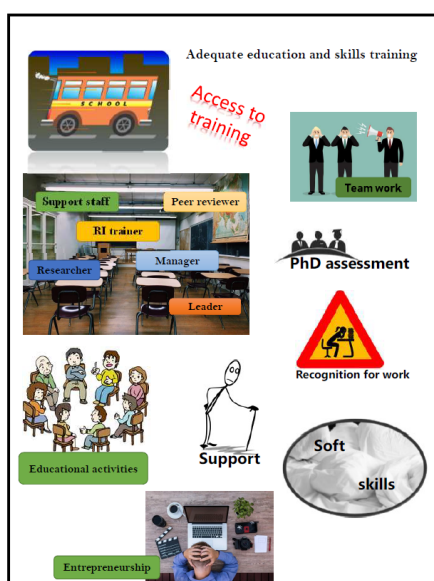 Adequate education and skills training
SCHOOL
Access to
training
Team work
Support staff
Peer reviewer
RI trainer
Researcher
Manager
Leader
PhD assessment
Recognition for work
Educational activities
Support
Soft
skills
Entrepreneurship